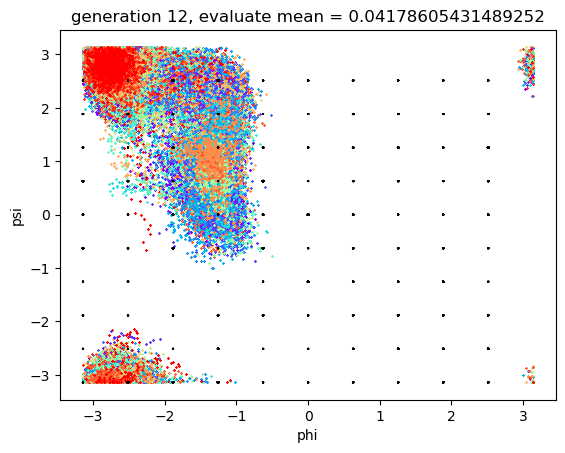 generation 12, evaluate mean = 0.04178605431489252
3
2
1
0
−1
−2
−3
psi
−3 −2 −1 0 1 2 3
phi